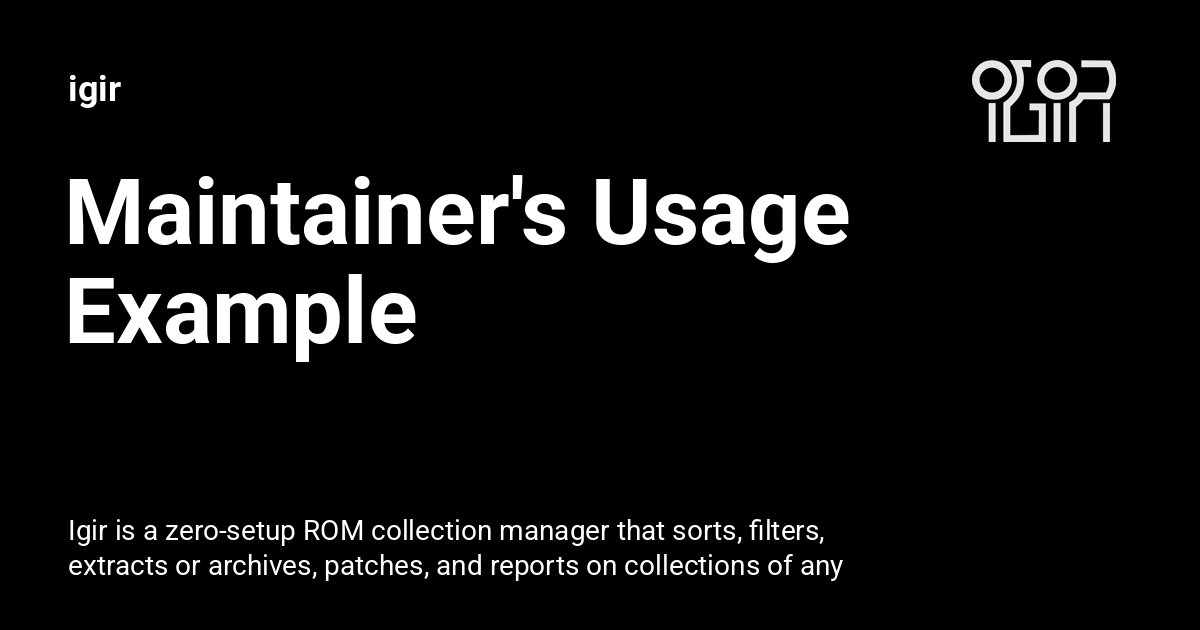 igir
IGIR
Maintainer's Usage
Example
Igir is a zero-setup ROM collection manager that sorts, filters,
extracts or archives, patches, and reports on collections of any